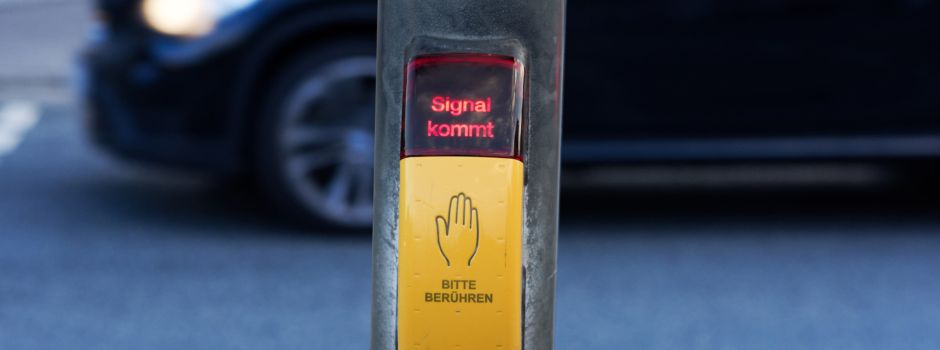 Signal
kommt
BITTE
BERÜHREN